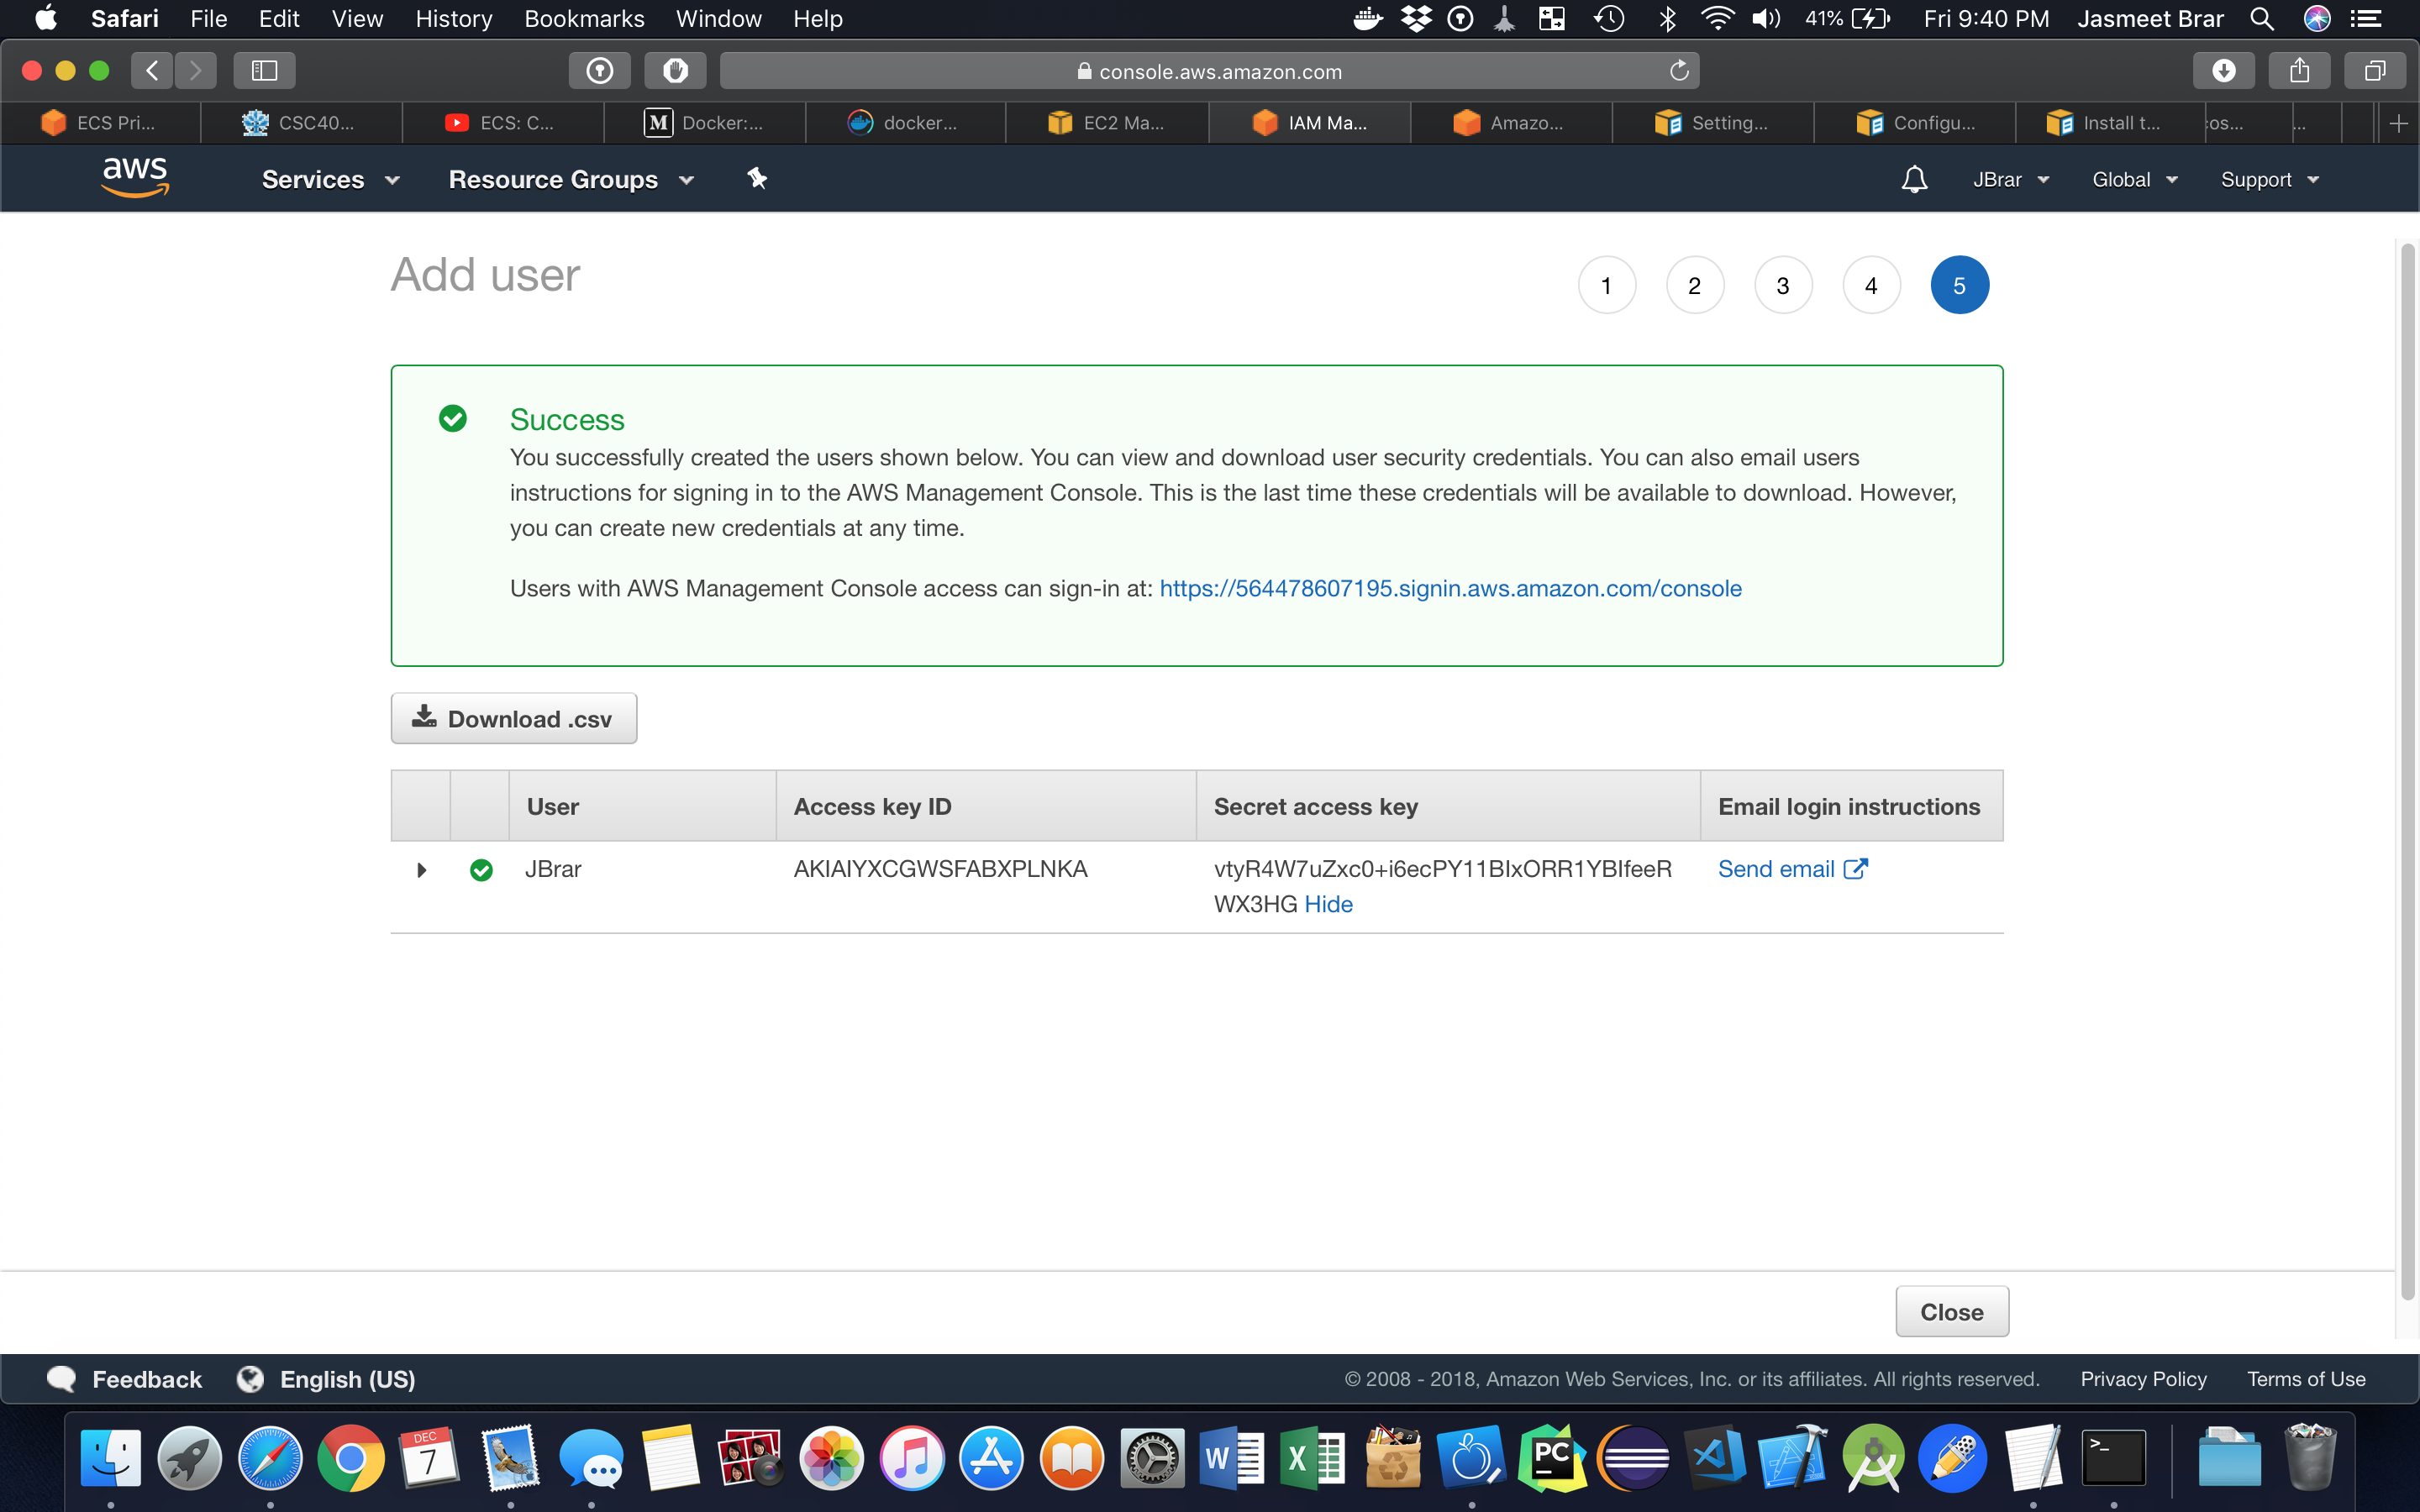 Safari File Edit View History Bookmarks Window Help 41% Fri 9:40 PM Jasmeet Brar
console.aws.amazon.com
ECS Pri... CSC40... ECS: C... M Docker:... docker... EC2 Ma... IAM Ma... Amazo... Setting... Configu... Install t... os... ...
aws Services Resource Groups JBrar Global Support
Add user 1 2 3 4 5
Success
You successfully created the users shown below. You can view and download user security credentials. You can also email users
instructions for signing in to the AWS Management Console. This is the last time these credentials will be available to download. However,
you can create new credentials at any time.
Users with AWS Management Console access can sign-in at: https://564478607195.signin.aws.amazon.com/console
Download .csv
User Access key ID Secret access key Email login instructions
JBrar AKIAIYXCGWSFABXPLNKA Send email
Hide
Close
Feedback English (US) © 2008 - 2018, Amazon Web Services, Inc. or its affiliates. All rights reserved. Privacy Policy Terms of Use
DEC
7
W X PC >_